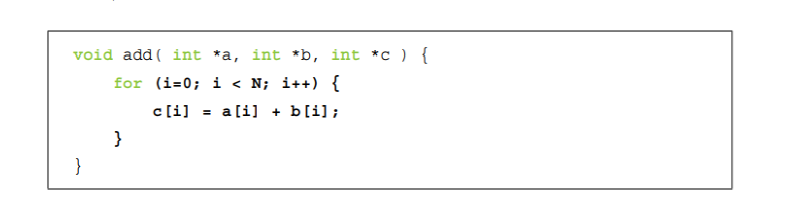 void add( int *a, int *b, int *c ) {
for (i=0; i < N; i++) {
c[i] = a[i] + b[i];
}
}